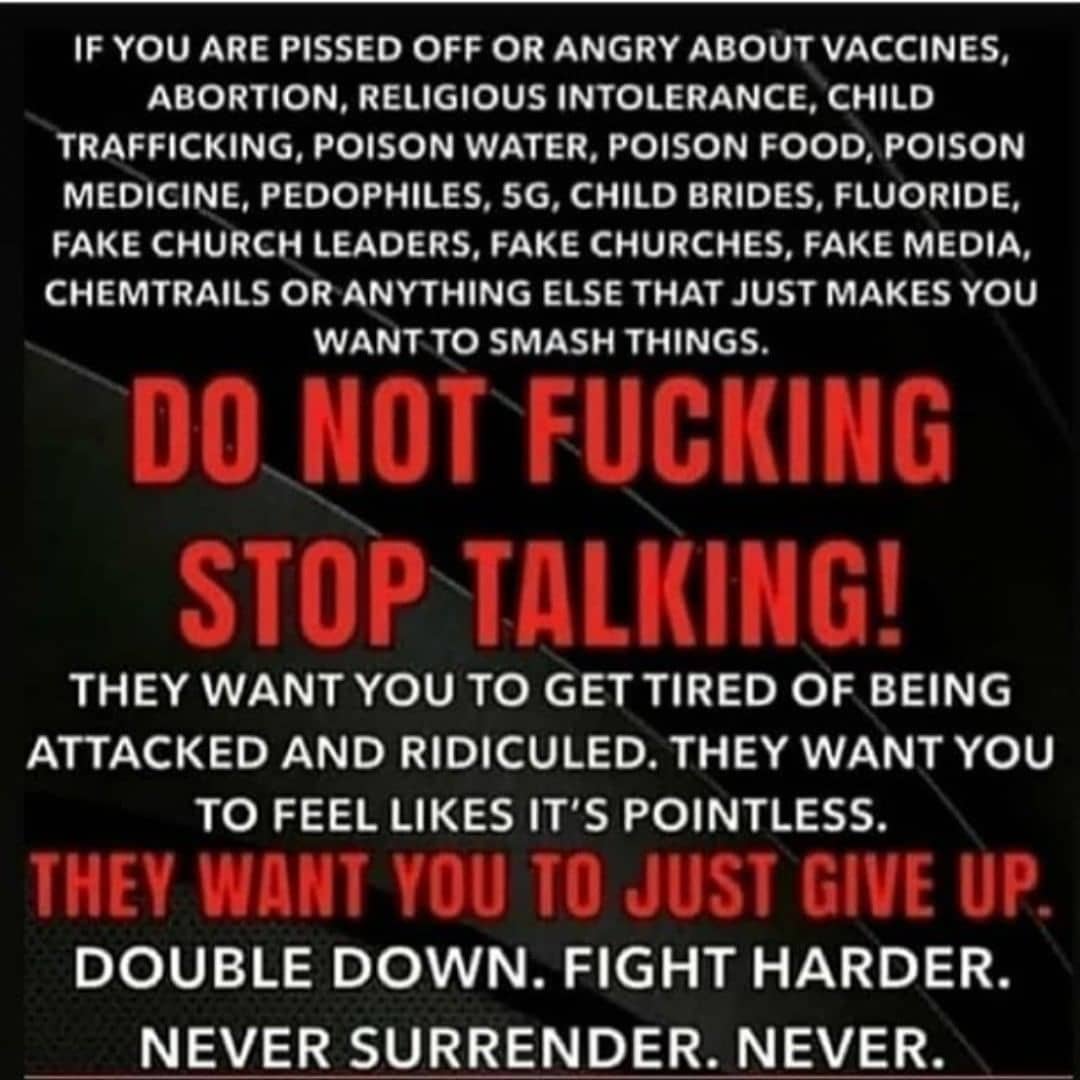 IF YOU ARE PISSED OFF OR ANGRY ABOUT VACCINES,
ABORTION, RELIGIOUS INTOLERANCE, CHILD
TRAFFICKING, POISON WATER, POISON FOOD, POISON
MEDICINE, PEDOPHILES, 5G, CHILD BRIDES, FLUORIDE,
FAKE CHURCH LEADERS, FAKE CHURCHES, FAKE MEDIA,
CHEMTRAILS OR ANYTHING ELSE THAT JUST MAKES YOU
WANT TO SMASH THINGS.
DO NOT FUCKING
STOP TALKING!
THEY WANT YOU TO GET TIRED OF BEING
ATTACKED AND RIDICULED. THEY WANT YOU
TO FEEL LIKES IT'S POINTLESS.
THEY WANT YOU TO JUST GIVE UP.
DOUBLE DOWN. FIGHT HARDER.
NEVER SURRENDER. NEVER.